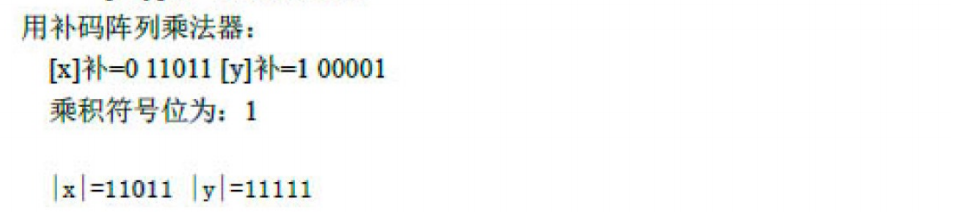 用补码阵列乘法器：
[x]补=0 11011 [y]补=1 00001
乘积符号位为：1
|x|=11011 |y|=11111